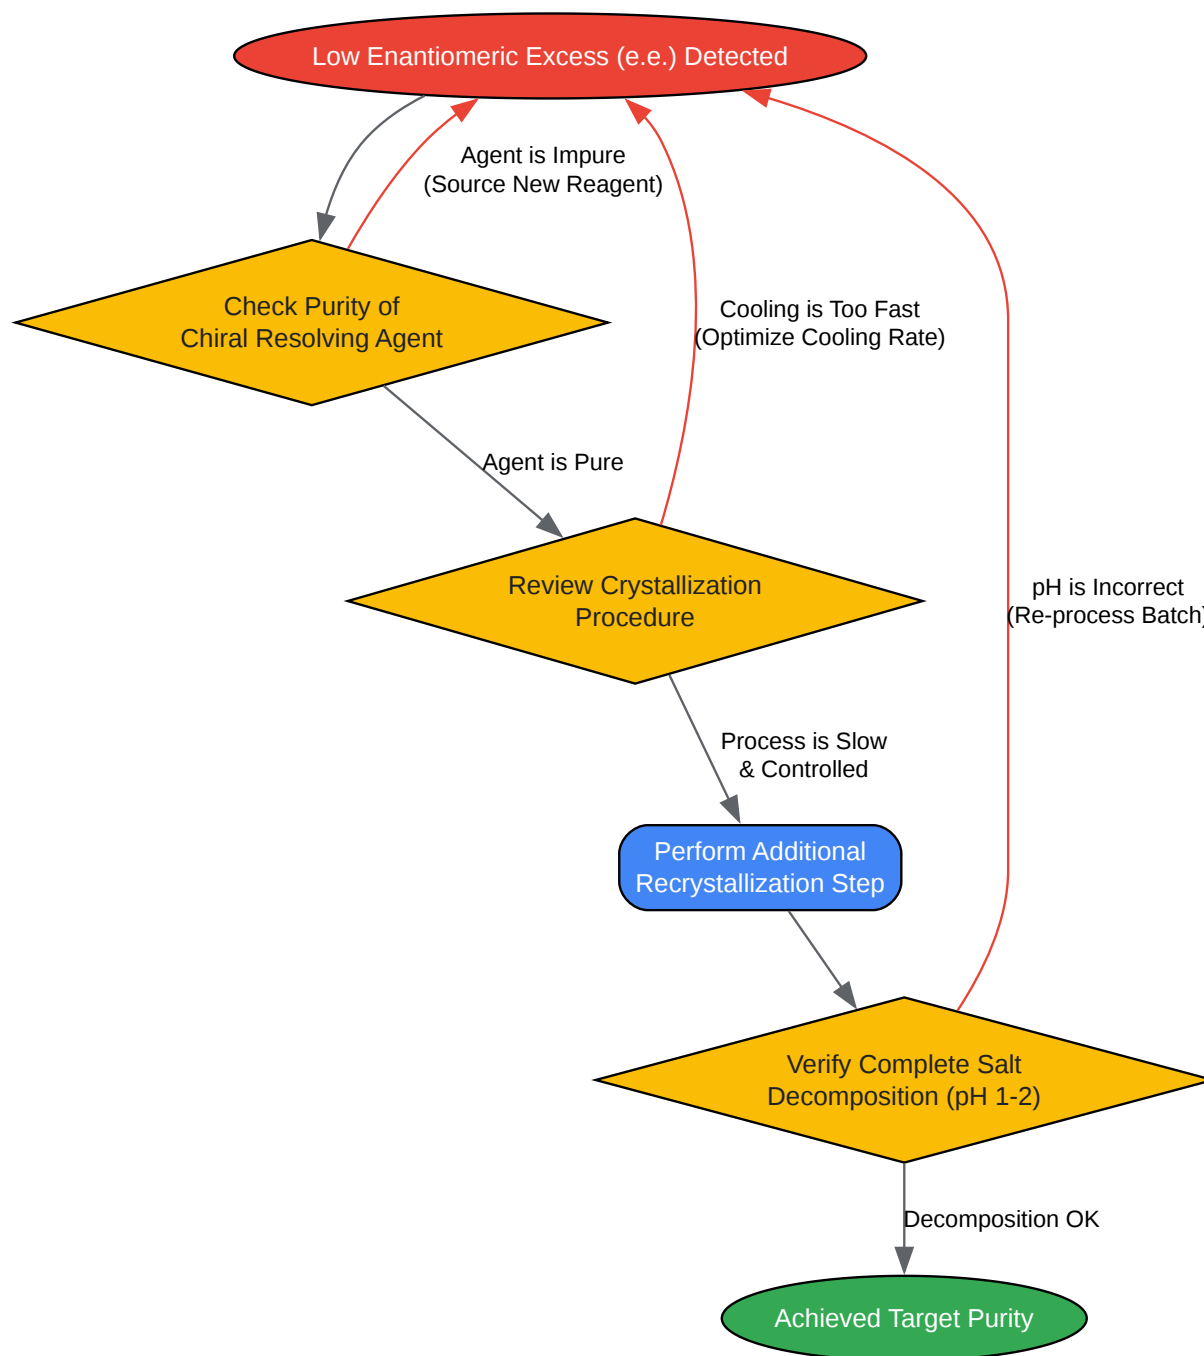 Low Enantiomeric Excess (e.e.) Detected
Agent is Impure
(Source New Reagent)
Check Purity of
Chiral Resolving Agent
Cooling is Too Fast
(Optimize Cooling Rate)
Agent is Pure
Review Crystallization
Procedure
pH is Incorrect
(Re-process Batch)
Process is Slow
& Controlled
Perform Additional
Recrystallization Step
Verify Complete Salt
Decomposition (pH 1-2)
Decomposition OK
Achieved Target Purity